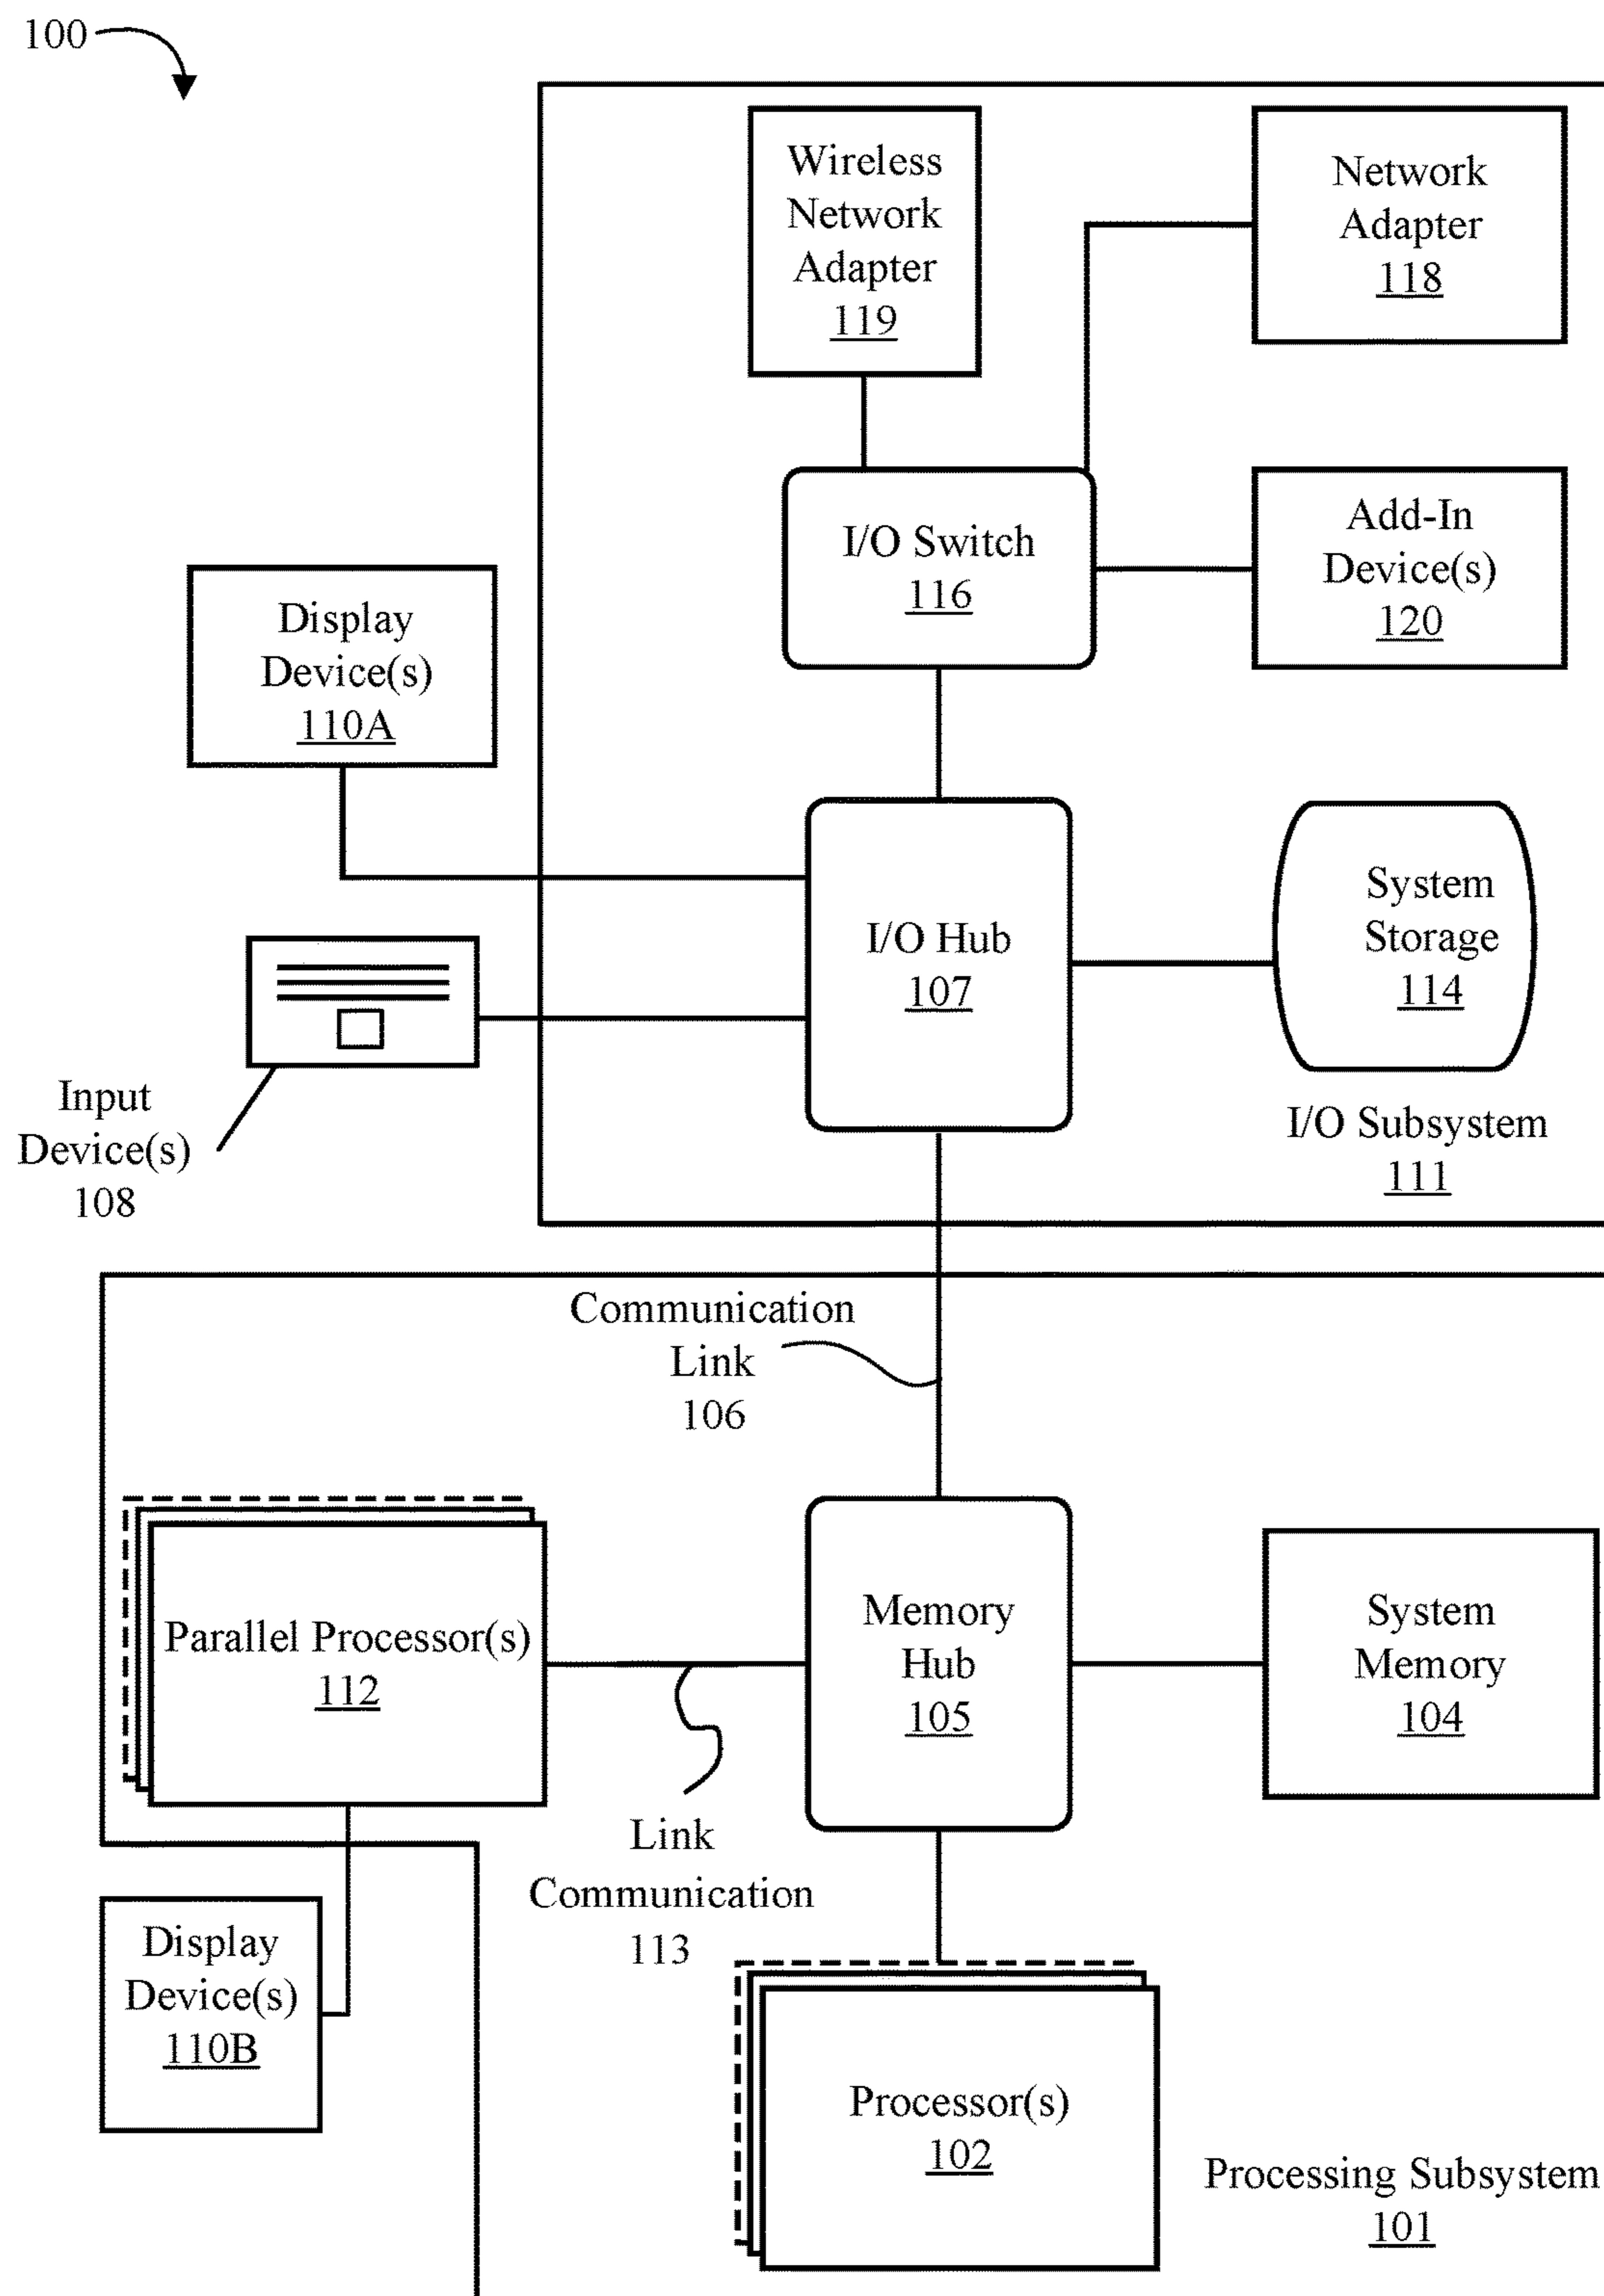 100
Wireless
Network
Adapter
119
Network
Adapter
118
I/O Switch
116
Add-In
Device(s)
120
Display
Device(s)
110A
I/O Hub
107
System
Storage
114
Input
Device(s)
108
I/O Subsystem
111
Communication
Link
106
Parallel Processor(s)
112
Memory
Hub
105
System
Memory
104
Link
Communication
113
Display
Device(s)
110B
Processor(s)
102
Processing Subsystem
101